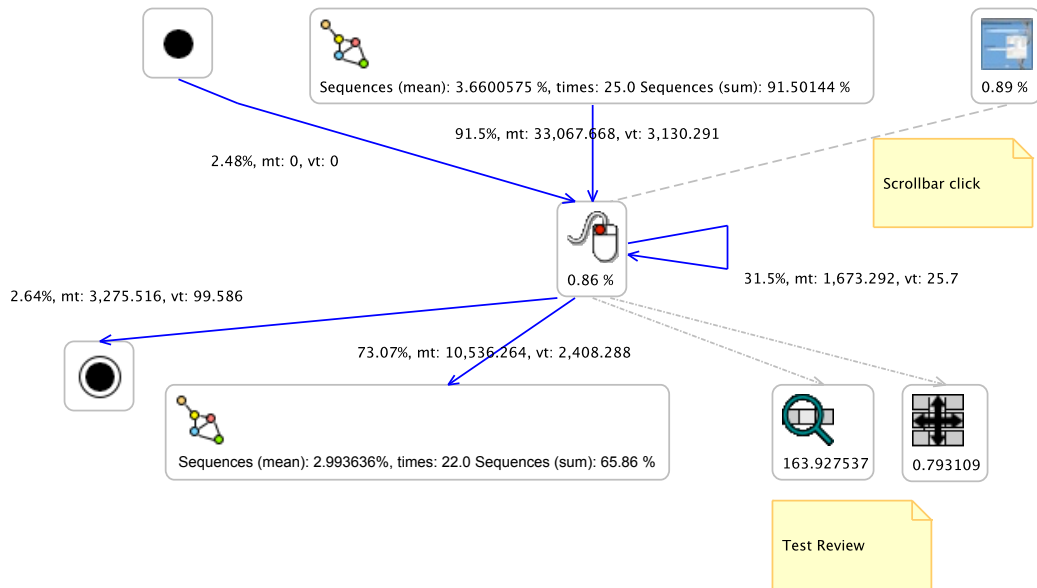 Sequences (mean): 3.6600575 %, times: 25.0 Sequences (sum): 91.50144 %
0.89 %
91.5%, mt: 33,067.668, vt: 3,130.291
2.48%, mt: 0, vt: 0
Scrollbar click
0.86 %
31.5%, mt: 1,673.292, vt: 25.7
2.64%, mt: 3,275.516, vt: 99.586
73.07%, mt: 10,536.264, vt: 2,408.288
Sequences (mean): 2.993636%, times: 22.0 Sequences (sum): 65.86 %
163.927537
0.793109
Test Review